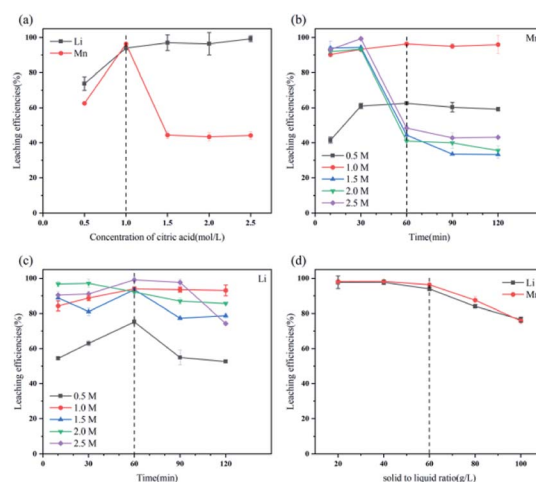 (a)
Li
Mn
Leaching efficiencies(%)
100
80
60
40
20
0
0.5
1.0
1.5
2.0
2.5
Concentration of citric acid(mol/L)
(b)
Leaching efficiencies(%)
100
80
60
40
20
0
0.5 M
1.0 M
1.5 M
2.0 M
2.5 M
0
30
60
90
120
Time(min)
(c)
Li
Leaching efficiencies(%)
100
80
60
40
20
0
0.5 M
1.0 M
1.5 M
2.0 M
2.5 M
0
30
60
90
120
Time(min)
(d)
Li
Leaching efficiencies(%)
100
80
60
40
20
0
20
40
60
80
100
solid to liquid ratio(g/L)